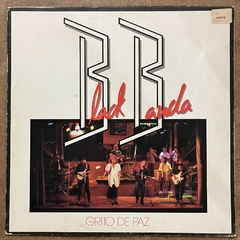 Black Banda
GRITO DE PAZ